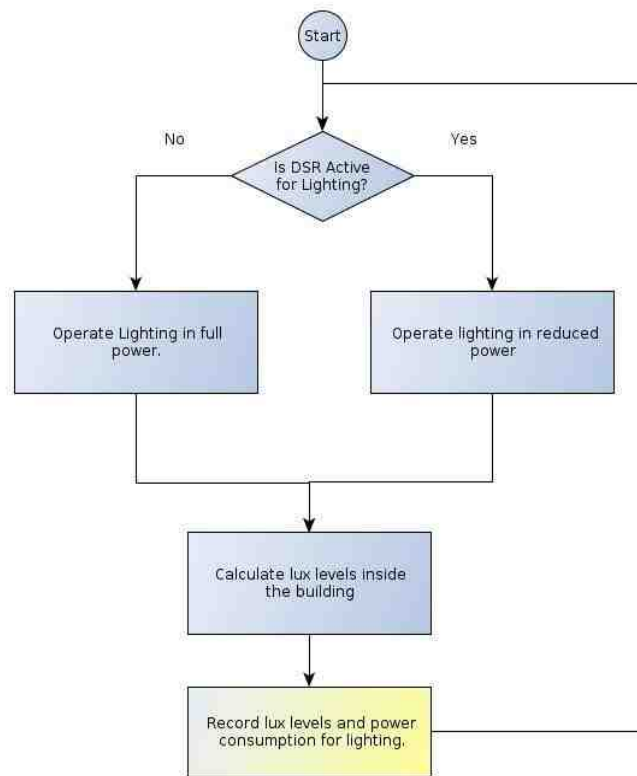 Start
No
Yes
Is DSR Active
for Lighting?
Operate Lighting in full
power.
Operate lighting in reduced
power
Calculate lux levels inside
the building
Record lux levels and power
consumption for lighting.